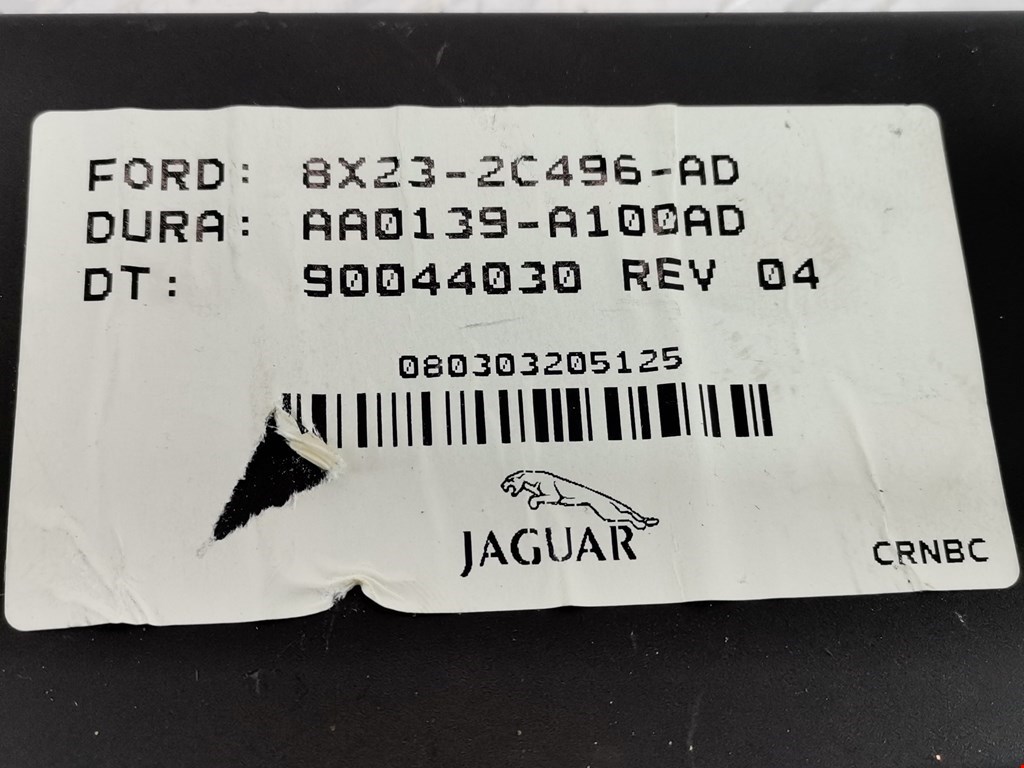 FORD: 8X23-2C496-AD
DURA: AA0139-A100AD
DT: 90044030 REV 04
080303205125
JAGUAR
CRNBC